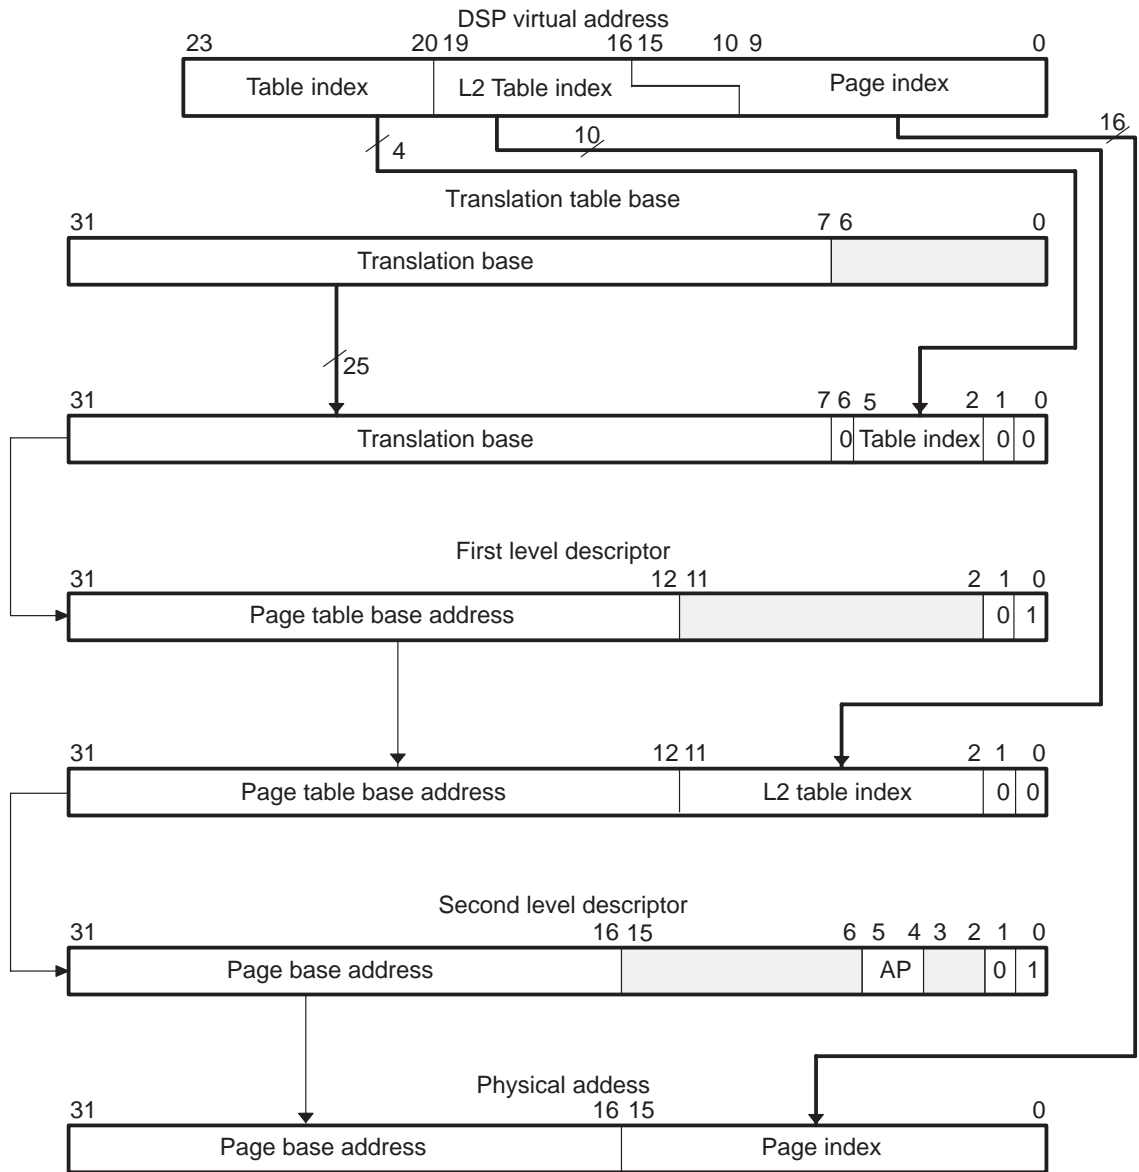 DSP virtual address
23 20 19 16 15 10 9 0
Table index L2 Table index Page index
4 10 16
Translation table base
31 7 6 0
Translation base
25
31 7 6 5 2 1 0
Translation base 0 Table index 0 0
First level descriptor
31 12 11 2 1 0
Page table base address 0 1
31 12 11 2 1 0
Page table base address L2 table index 0 0
Second level descriptor
31 16 15 6 5 4 3 2 1 0
Page base address AP 0 1
Physical addess
31 16 15 0
Page base address Page index